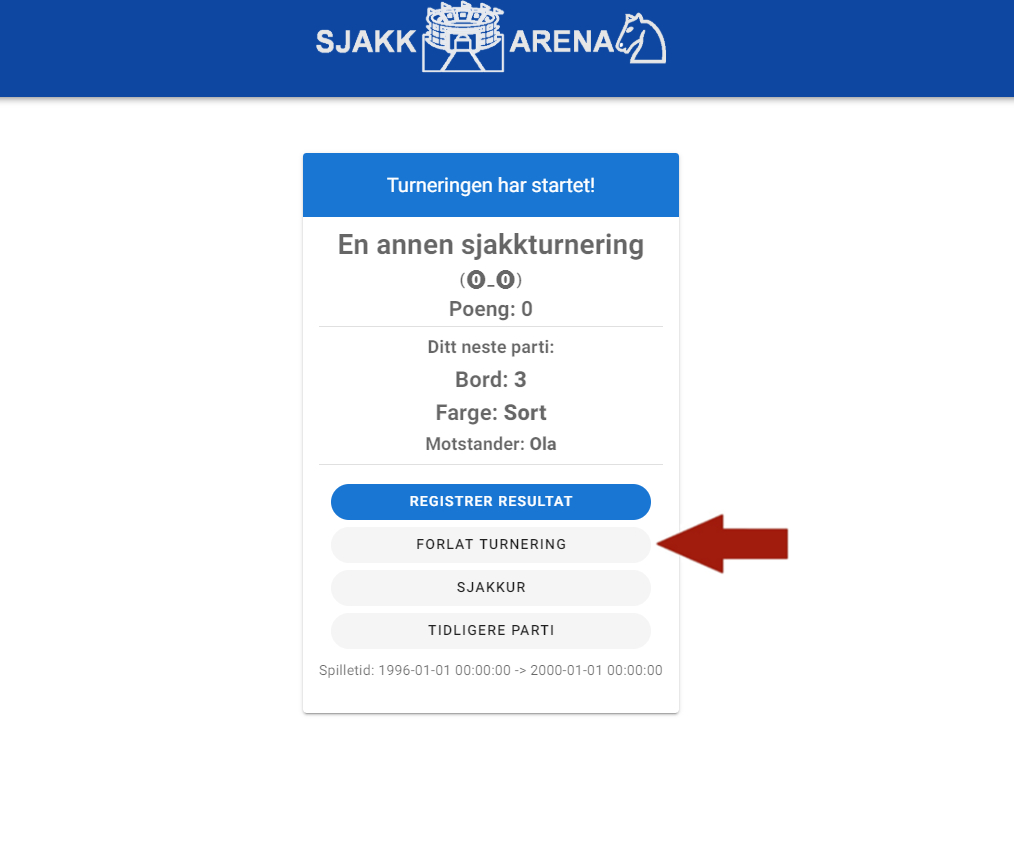 SJAKK ARENA
Turneringen har startet!
En annen sjakkturnering
(0_0)
Poeng: 0
Ditt neste parti:
Bord: 3
Farge: Sort
Motstander: Ola
REGISTRER RESULTAT
FORLAT TURNERING
SJAKKUR
TIDLIGERE PARTI
Spilletid: 1996-01-01 00:00:00 -> 2000-01-01 00:00:00